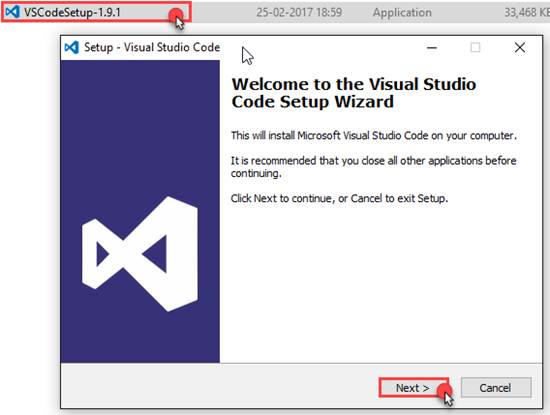 VSCodeSetup-1.9.1 25-02-2017 18:59 Application 33,468 KB
Setup - Visual Studio Code
Welcome to the Visual Studio
Code Setup Wizard
This will install Microsoft Visual Studio Code on your computer.
It is recommended that you close all other applications before
continuing.
Click Next to continue, or Cancel to exit Setup.
Next > Cancel